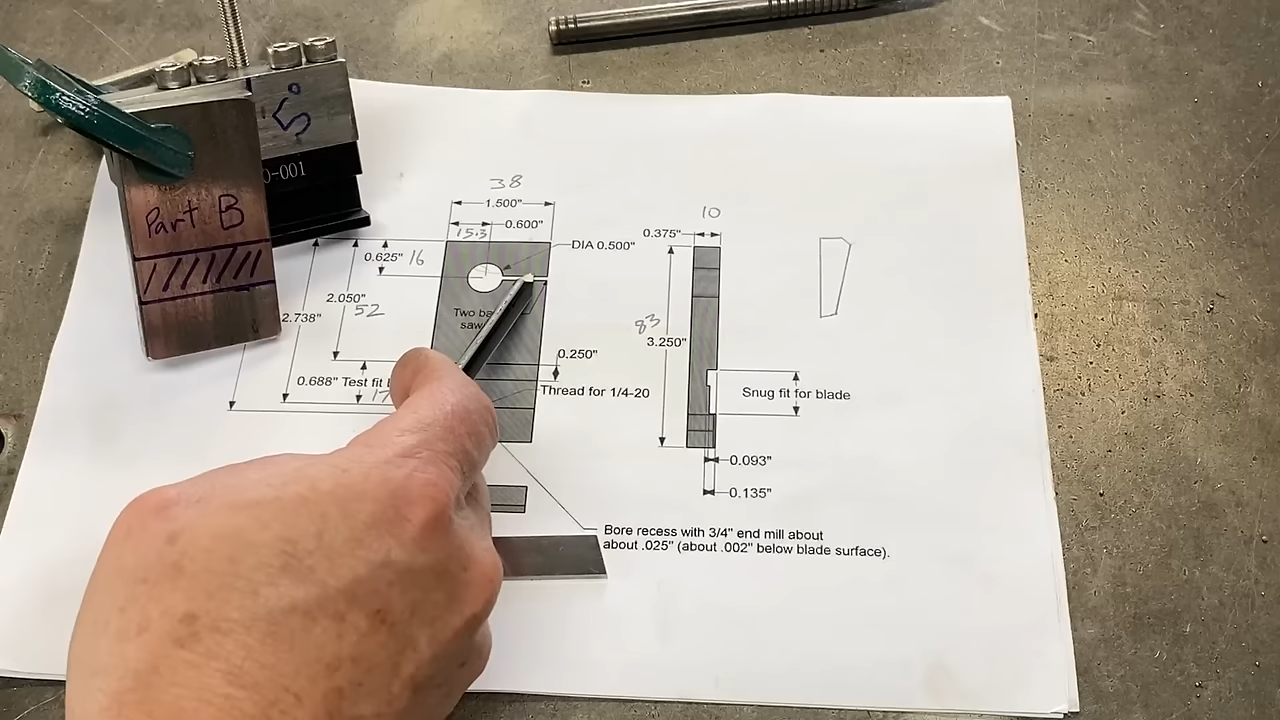 5°
0-001
Part B
38
1.500"
0.600"
15.3
DIA 0.500"
0.625" 16
2.050"
52
2.738"
Two
saw
0.250"
0.688" Test fit
17
Thread for 1/4-20
10
0.375"
83
3.250"
Snug fit for blade
0.093"
0.135"
Bore recess with 3/4" end mill about
about .025" (about .002" below blade surface).